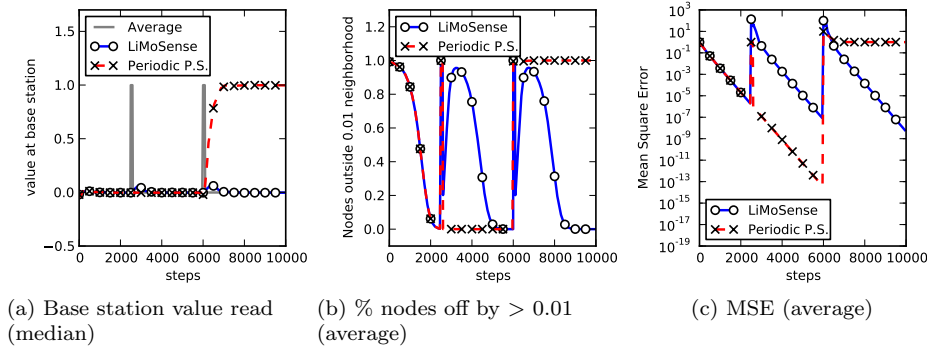 1.5
1.0
0.5
0.0
−0.5
value at base station
Average
LiMoSense
Periodic P.S.
0 2000 4000 6000 8000 10000
steps
(a) Base station value read
(median)
1.2
1.0
0.8
0.6
0.4
0.2
0.0
Nodes outside 0.01 neighborhood
LiMoSense
Periodic P.S.
0 2000 4000 6000 8000 10000
steps
(b) % nodes off by > 0.01
(average)
10^3
10^1
10^-1
10^-3
10^-5
10^-7
10^-9
10^-11
10^-13
10^-15
10^-17
10^-19
Mean Square Error
LiMoSense
Periodic P.S.
0 2000 4000 6000 8000 10000
steps
(c) MSE (average)